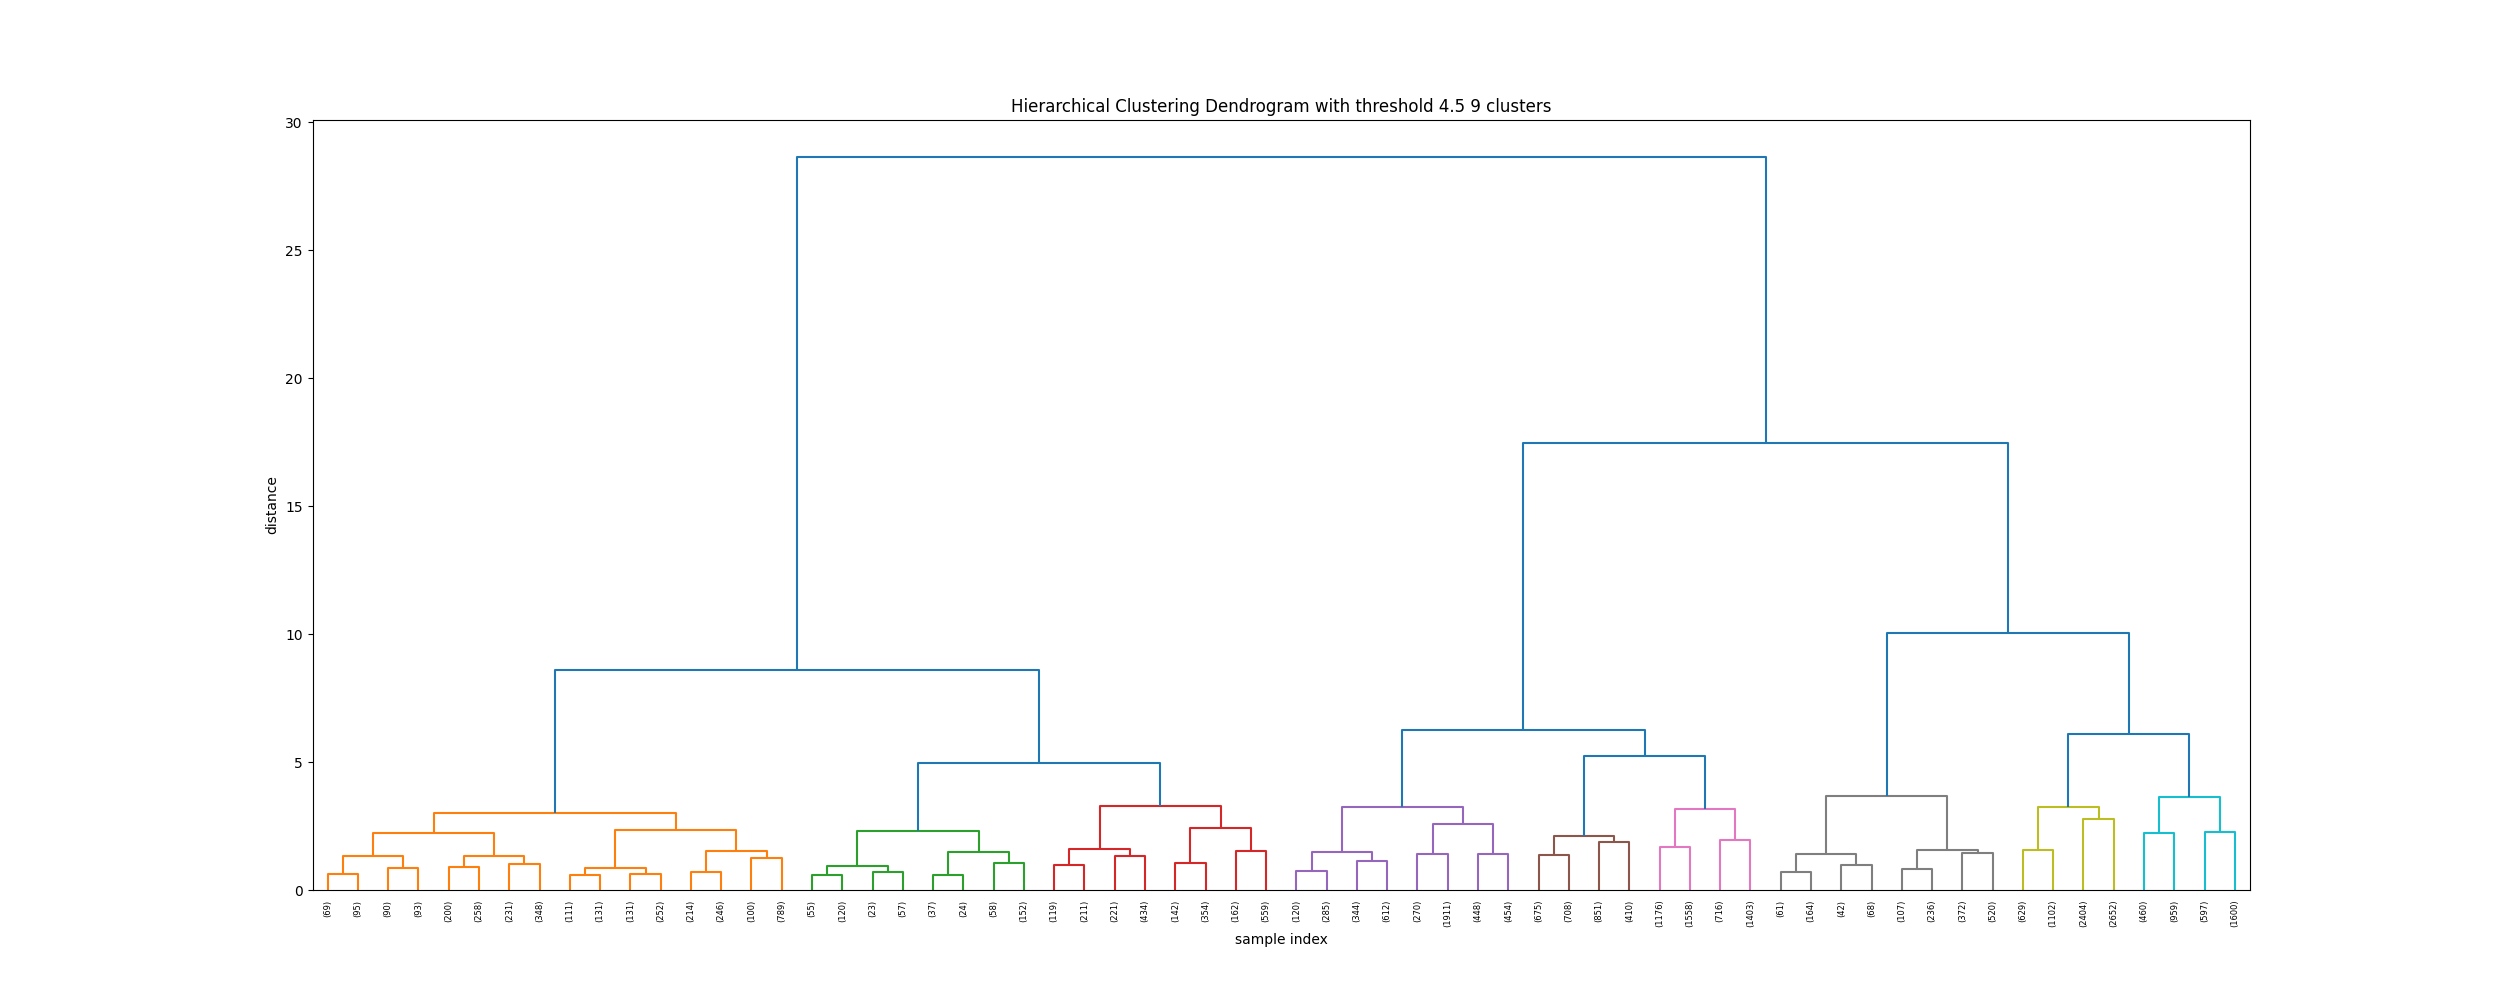 Hierarchical Clustering Dendrogram with threshold 4.5 9 clusters
30
25
20
15
10
5
0
distance
(69) (95) (90) (93) (200) (258) (231) (348) (111) (131) (131) (252) (214) (246) (100) (789) (55) (120) (23) (57) (37) (24) (58) (152) (119) (211) (221) (434) (142) (354) (162) (559) (120) (285) (344) (612) (270) (1911) (448) (454) (675) (708) (851) (410) (1176) (1558) (716) (1403) (61) (164) (42) (68) (107) (236) (372) (520) (629) (1102) (2404) (2652) (460) (959) (597) (1600)
sample index